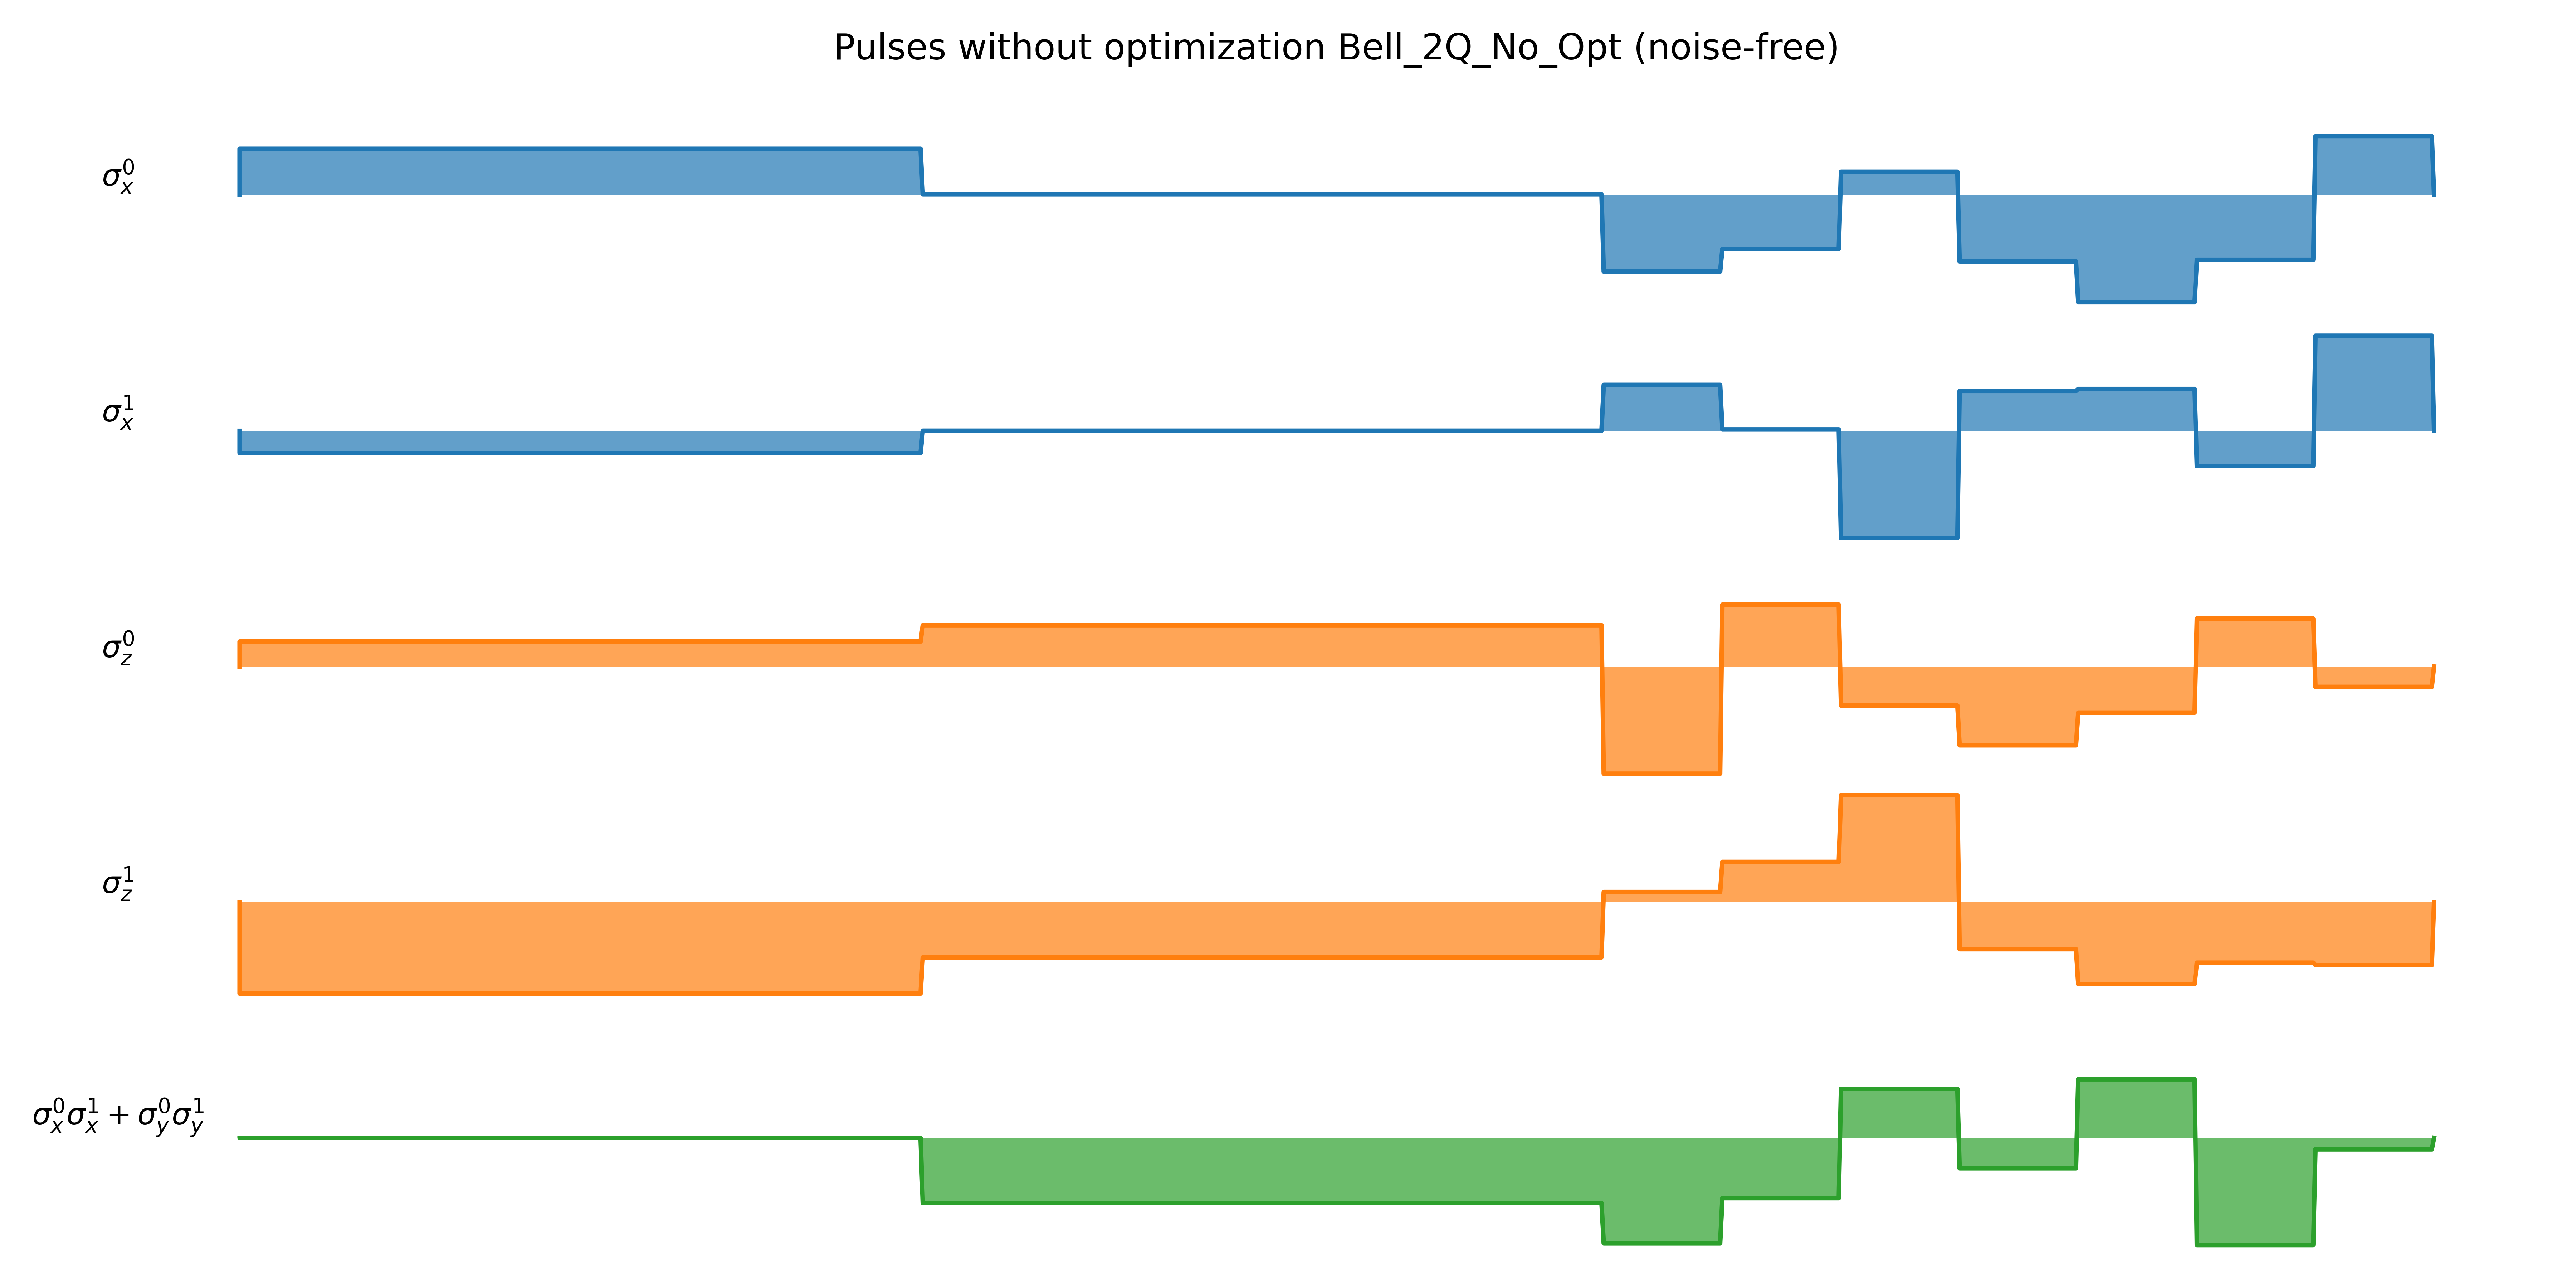 Pulses without optimization Bell_2Q_No_Opt (noise-free)
σ_x^0
σ_x^1
σ_z^0
σ_z^1
σ_x^0σ_x^1 + σ_y^0σ_y^1